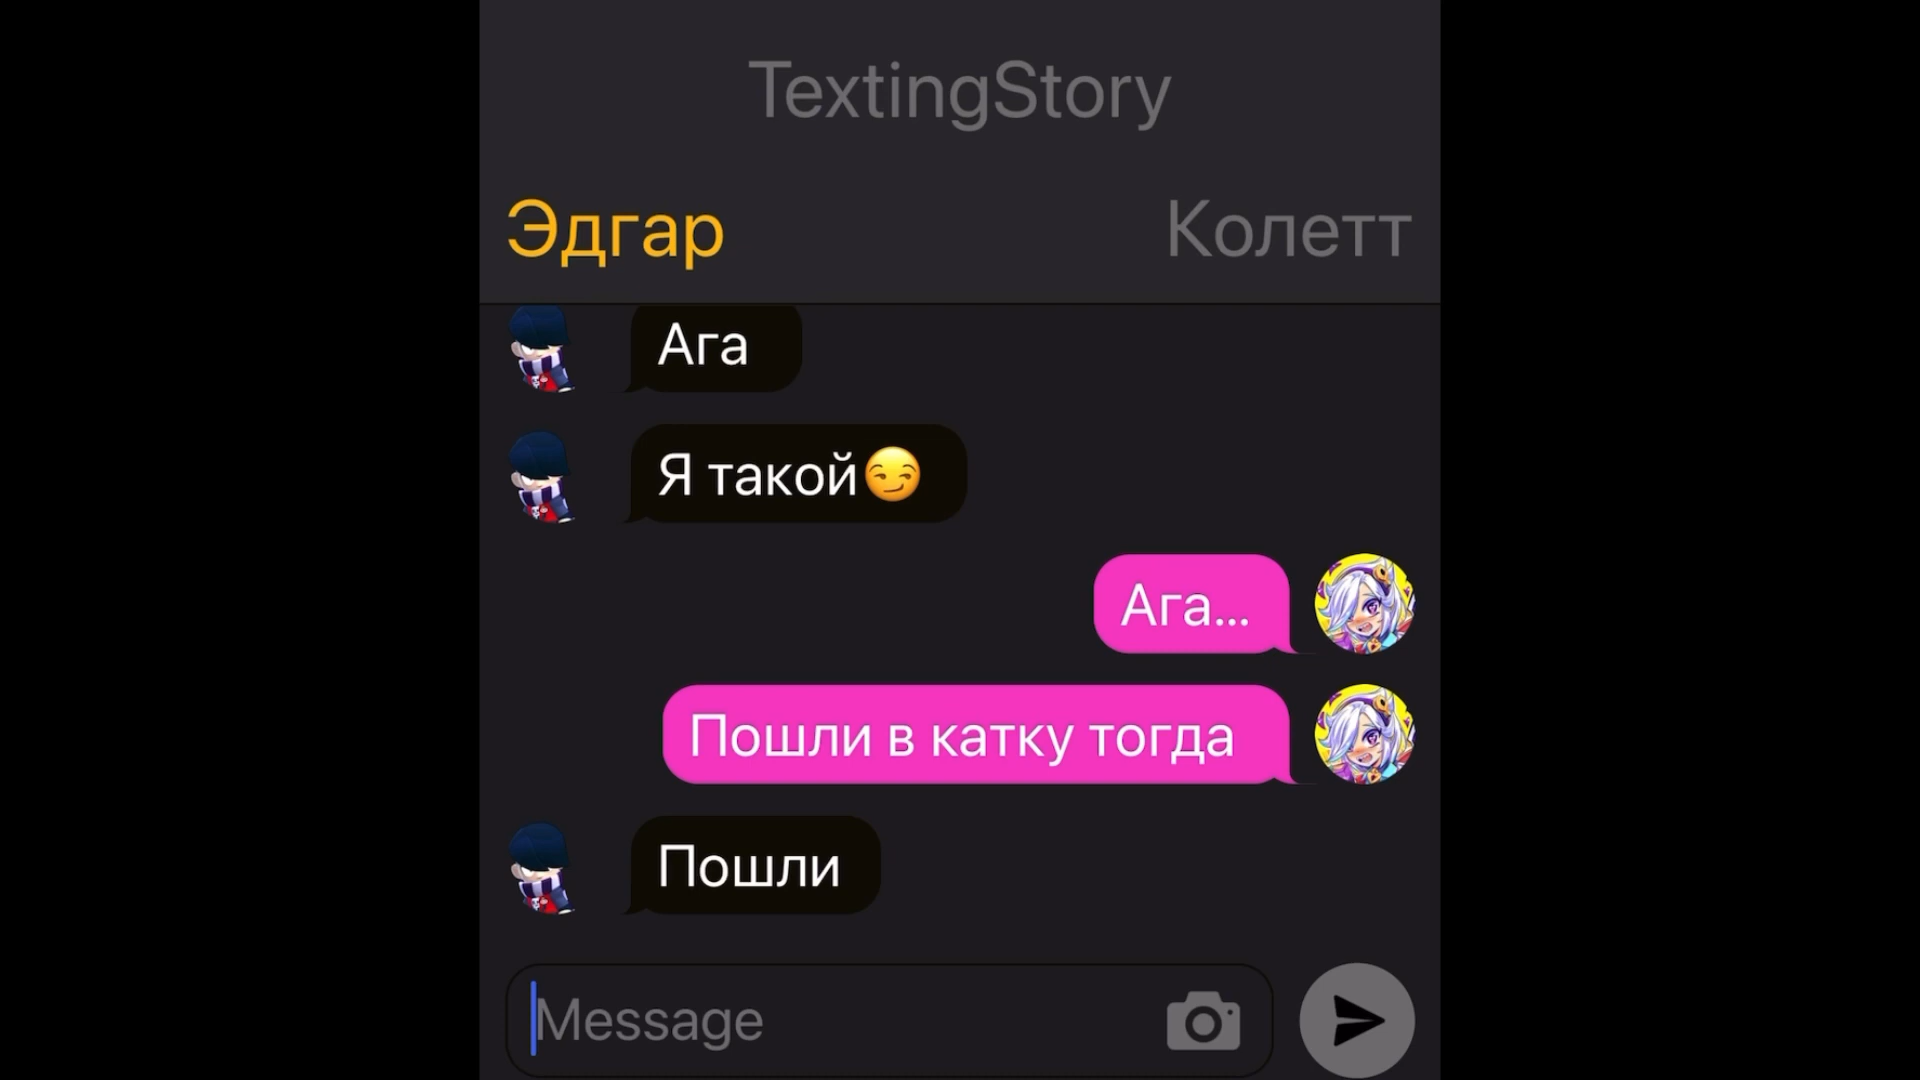 TextingStory
Эдгар
Колетт
Ага
Я такой😏
Ага...
Пошли в катку тогда
Пошли
Message